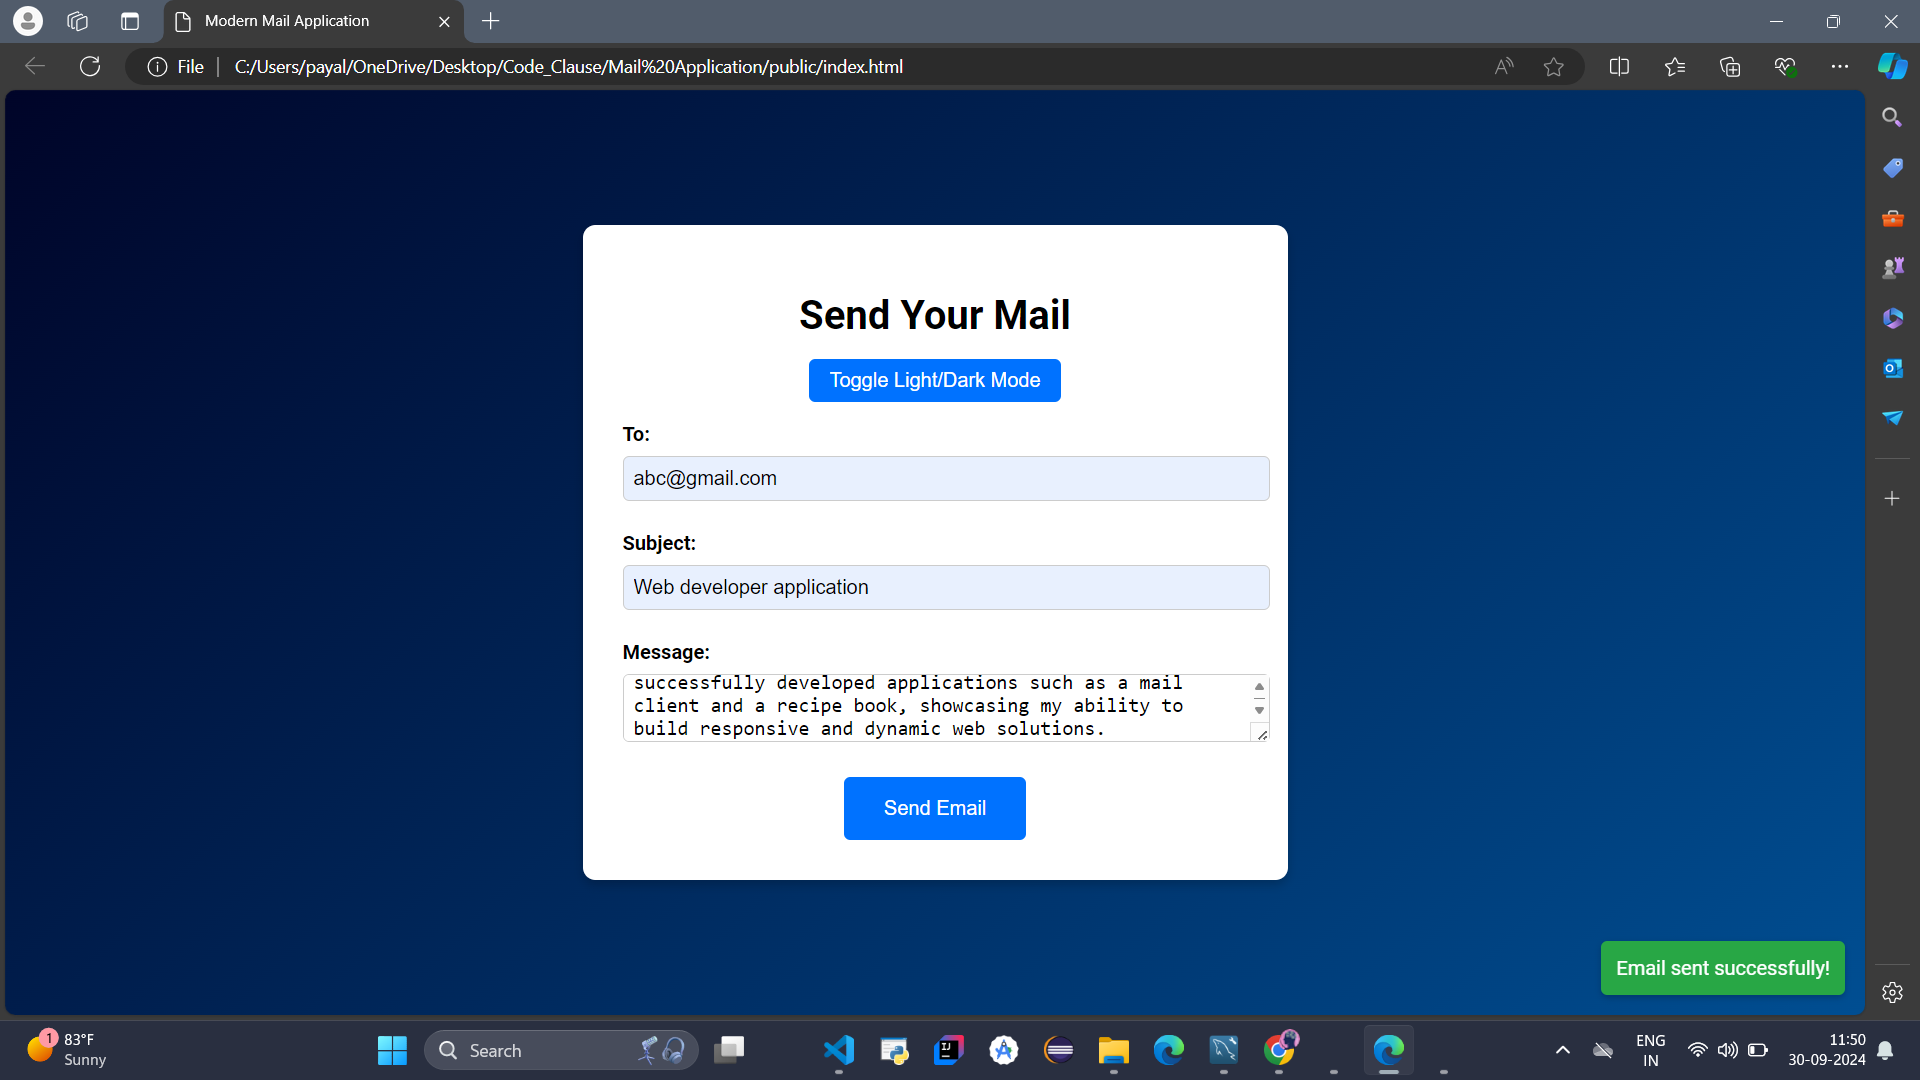 Modern Mail Application
File
C:/Users/payal/OneDrive/Desktop/Code_Clause/Mail%20Application/public/index.html
Send Your Mail
Toggle Light/Dark Mode
To:
abc@gmail.com
Subject:
Web developer application
Message:
successfully developed applications such as a mail
client and a recipe book, showcasing my ability to
build responsive and dynamic web solutions.
Send Email
Email sent successfully!
1
83°F
Sunny
Search
ENG
IN
11:50
30-09-2024